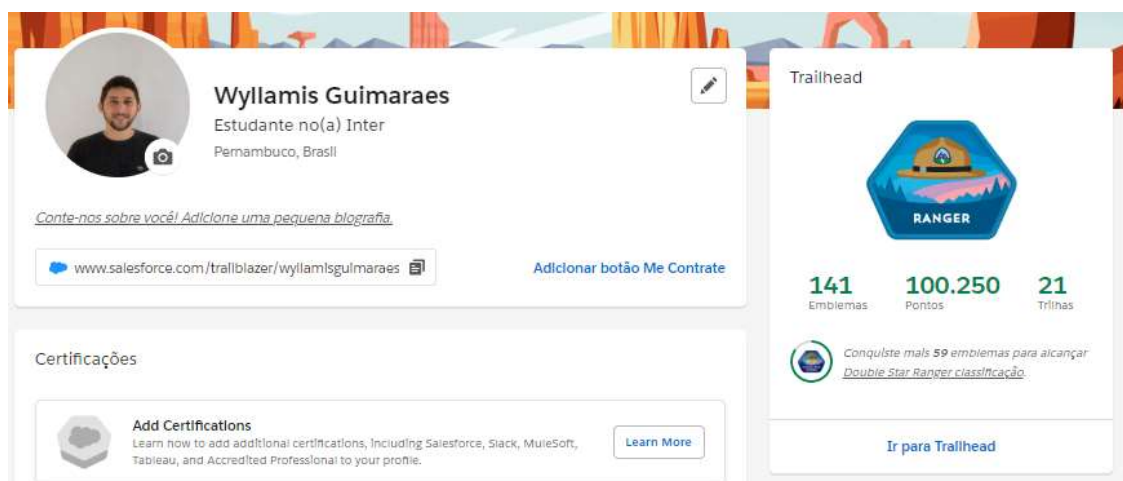 Wyllamis Guimaraes
Estudante no(a) Inter
Pernambuco, Brasil
Conte-nos sobre você! Adicione uma pequena biografia.
www.salesforce.com/trailblazer/wyllamisguimaraes
Adicionar botão Me Contrate
Certificações
Add Certifications
Learn how to add additional certifications, including Salesforce, Slack, MuleSoft,
Tableau, and Accredited Professional to your profile.
Learn More
Trailhead
RANGER
141 100.250 21
Emblemas Pontos Trilhas
Conquiste mais 59 emblemas para alcançar
Double Star Ranger classificação.
Ir para Trailhead